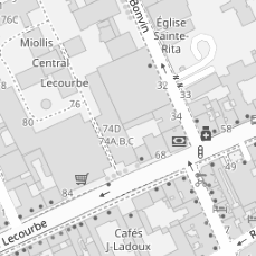 76C
Miollis
Central
Lecourbe
Bonvin
Église
Sainte-
Rita
32
33
34
76
80
74D
74A,B,C
68
58
84
Lecourbe
Cafés
J-Ladoux